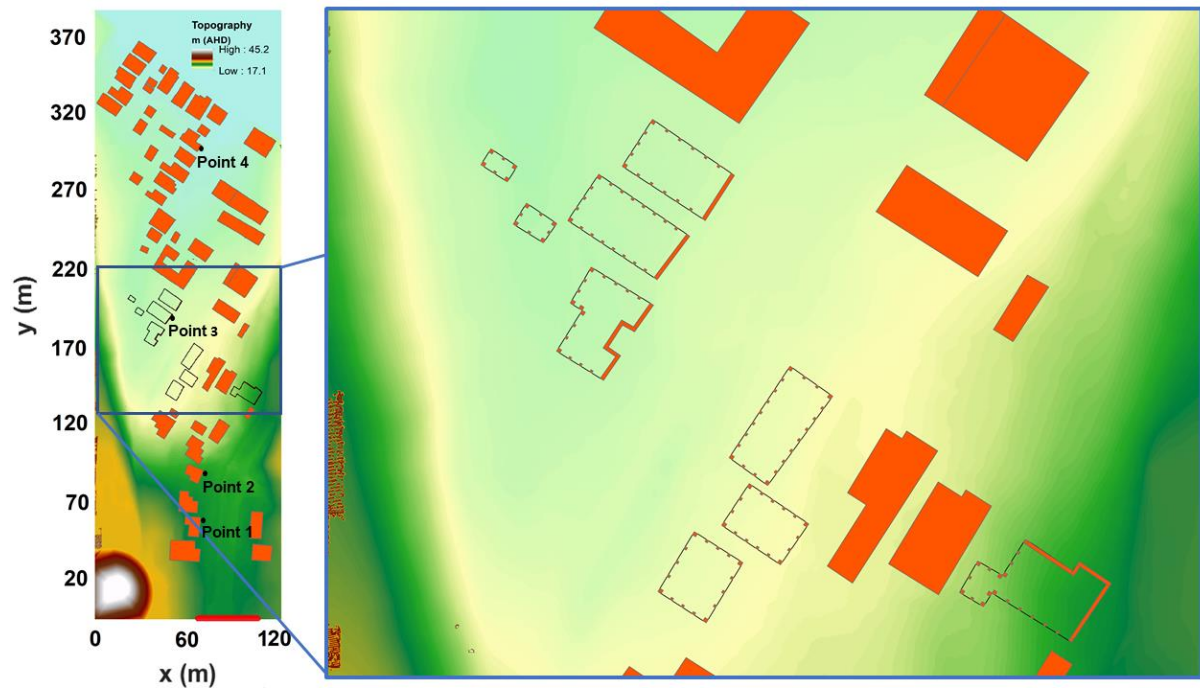 Topography
m (AHD)
High : 45.2
Low : 17.1
370
320
270
220
170
120
70
20
y (m)
Point 4
Point 3
Point 2
Point 1
0
60
120
x (m)